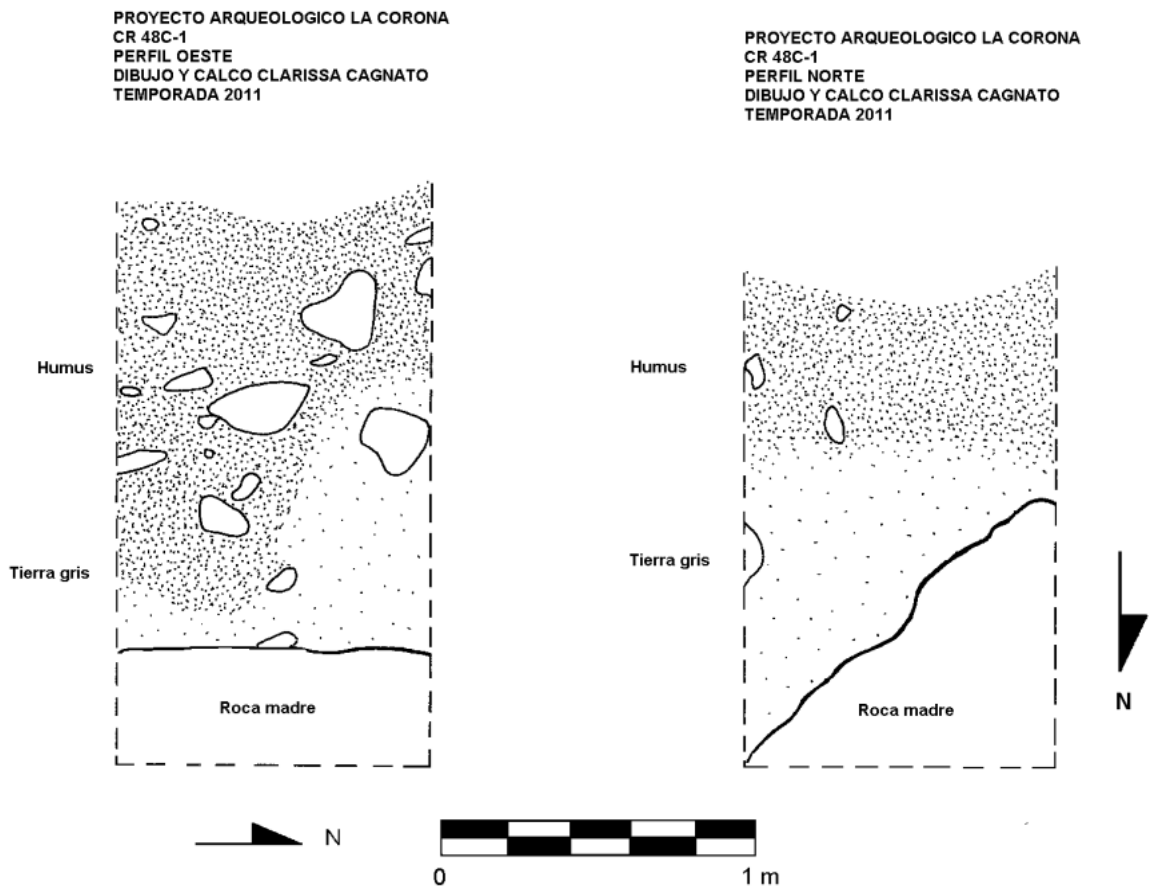 PROYECTO ARQUEOLOGICO LA CORONA
CR 48C-1
PERFIL OESTE
DIBUJO Y CALCO CLARISSA CAGNATO
TEMPORADA 2011
Humus
Tierra gris
Roca madre
N
PROYECTO ARQUEOLOGICO LA CORONA
CR 48C-1
PERFIL NORTE
DIBUJO Y CALCO CLARISSA CAGNATO
TEMPORADA 2011
Humus
Tierra gris
Roca madre
N
0
1 m